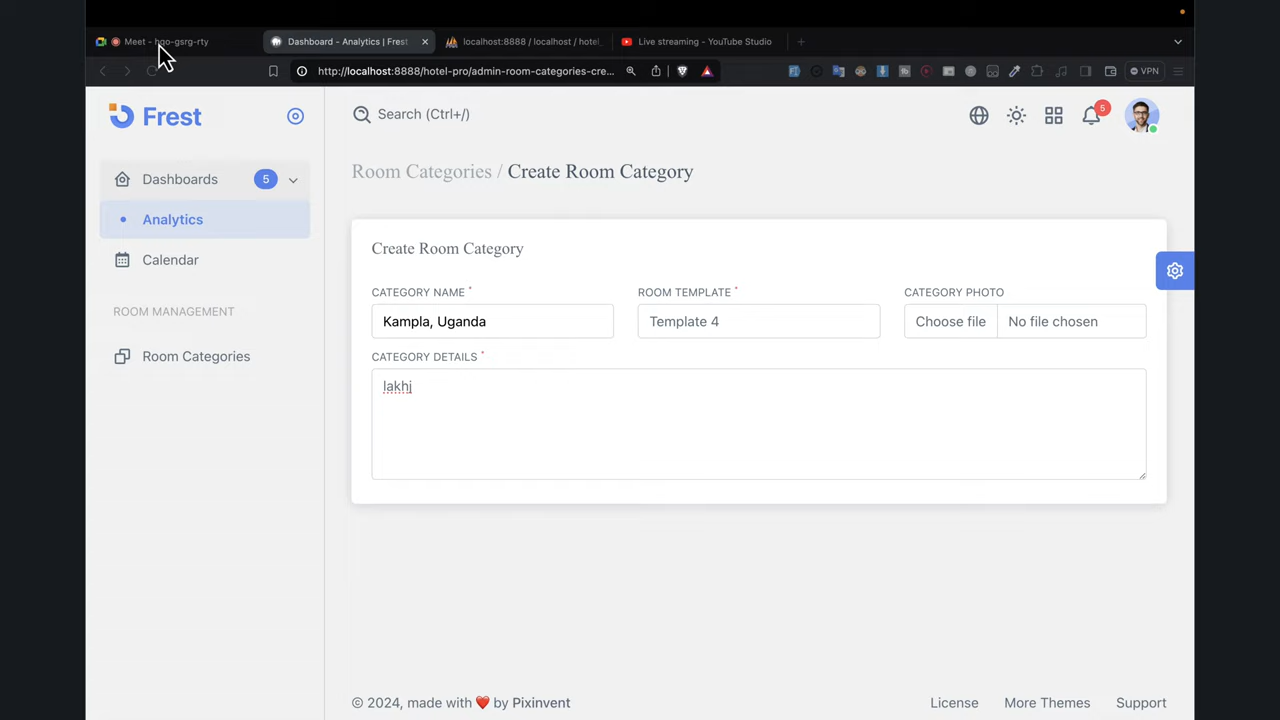 Meet - hqo-gsrg-rty
Dashboard - Analytics | Frest
localhost:8888 / localhost / hotel_
Live streaming - YouTube Studio
http://localhost:8888/hotel-pro/admin-room-categories-cre...
VPN
Frest
Search (Ctrl+/)
5
Dashboards 5
Analytics
Calendar
ROOM MANAGEMENT
Room Categories
Room Categories / Create Room Category
Create Room Category
CATEGORY NAME *
ROOM TEMPLATE *
CATEGORY PHOTO
Kampla, Uganda
Template 4
Choose file No file chosen
CATEGORY DETAILS *
lakhj
© 2024, made with ❤️ by Pixinvent
License
More Themes
Support